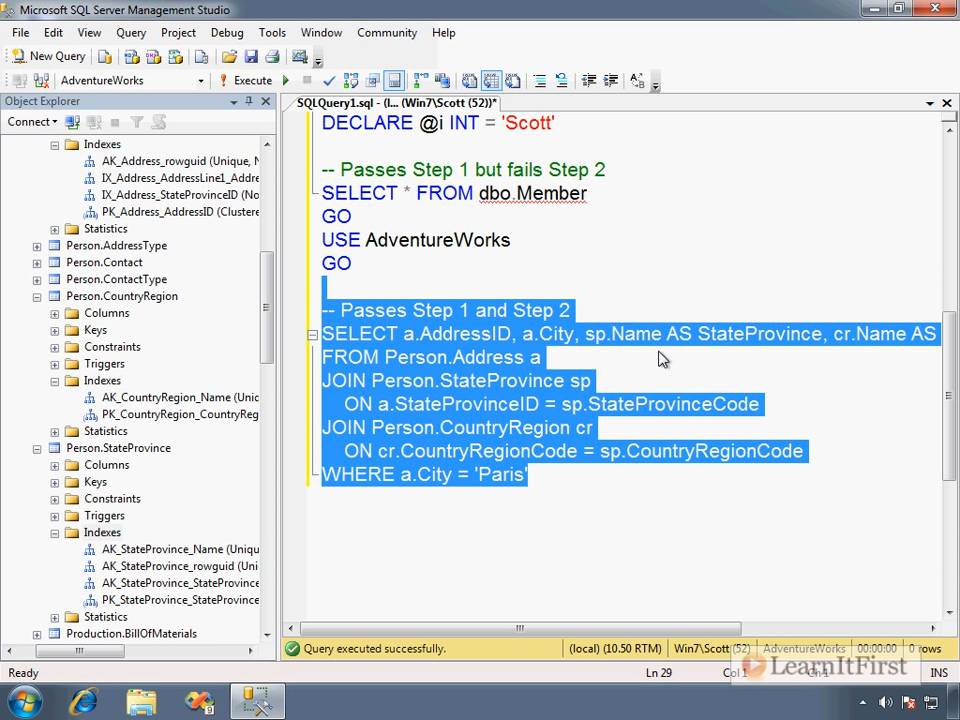 Microsoft SQL Server Management Studio
File Edit View Query Project Debug Tools Window Community Help
New Query
AdventureWorks Execute
Object Explorer
SQLQuery1.sql - (l... (Win7\Scott (52))*
Connect
Indexes
AK_Address_rowguid (Unique, N
IX_Address_AddressLine1_Addre
IX_Address_StateProvinceID (No
PK_Address_AddressID (Cluster
Statistics
Person.AddressType
Person.Contact
Person.ContactType
Person.CountryRegion
Columns
Keys
Constraints
Triggers
Indexes
AK_CountryRegion_Name (Uniq
PK_CountryRegion_CountryReg
Statistics
Person.StateProvince
Columns
Keys
Constraints
Triggers
Indexes
AK_StateProvince_Name (Uniqu
AK_StateProvince_rowguid (Uni
AK_StateProvince_StateProvinc
PK_StateProvince_StateProvince
Statistics
Production.BillOfMaterials
DECLARE @i INT = 'Scott'
-- Passes Step 1 but fails Step 2
SELECT * FROM dbo.Member
GO
USE AdventureWorks
GO
-- Passes Step 1 and Step 2
SELECT a.AddressID, a.City, sp.Name AS StateProvince, cr.Name AS
FROM Person.Address a
JOIN Person.StateProvince sp
ON a.StateProvinceID = sp.StateProvinceCode
JOIN Person.CountryRegion cr
ON cr.CountryRegionCode = sp.CountryRegionCode
WHERE a.City = 'Paris'
Query executed successfully. (local) (10.50 RTM) Win7\Scott (52) AdventureWorks 00:00:00 0 rows
Ready Ln 29 Col 1 Ch 1 INS
LearnItFirst